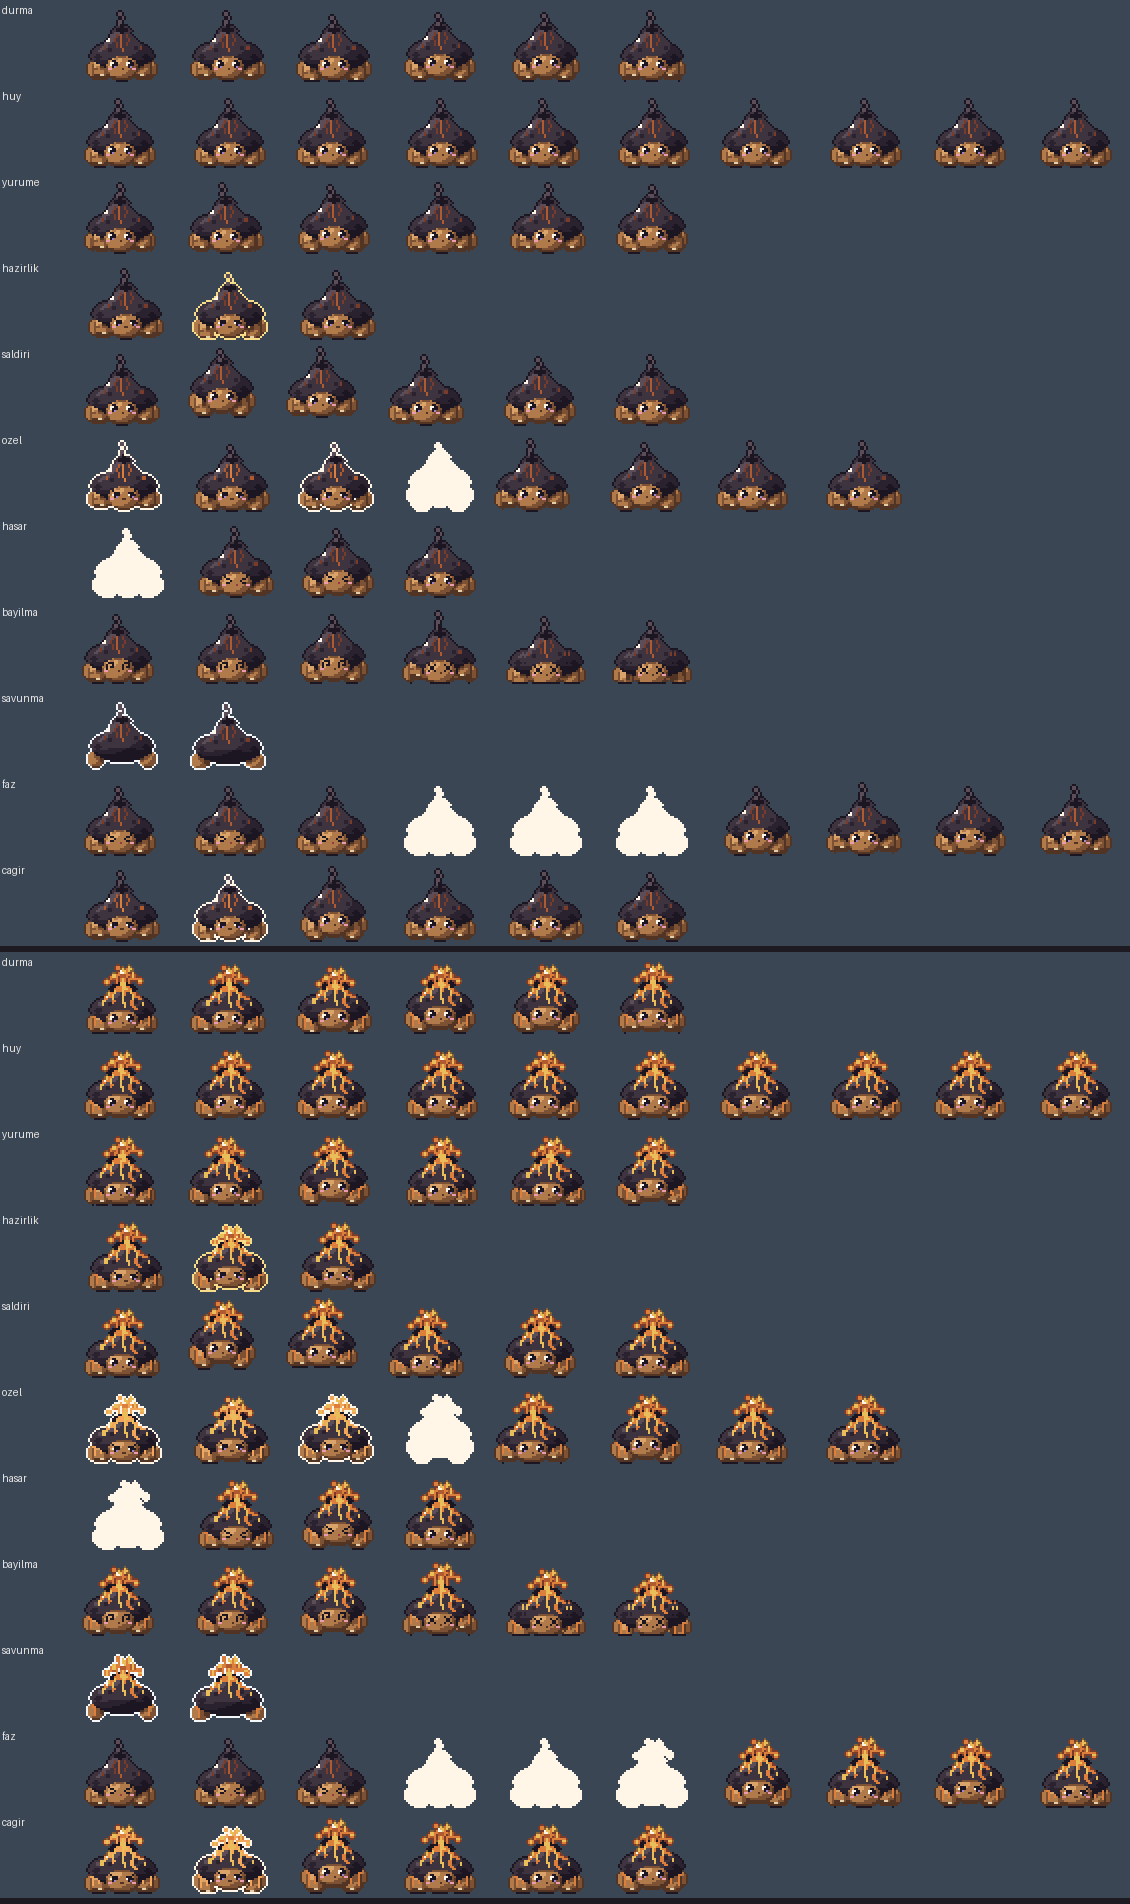 durma
huy
yurume
hazirlik
saldiri
ozel
hasar
bayilma
savunma
faz
cagir
durma
huy
yurume
hazirlik
saldiri
ozel
hasar
bayilma
savunma
faz
cagir